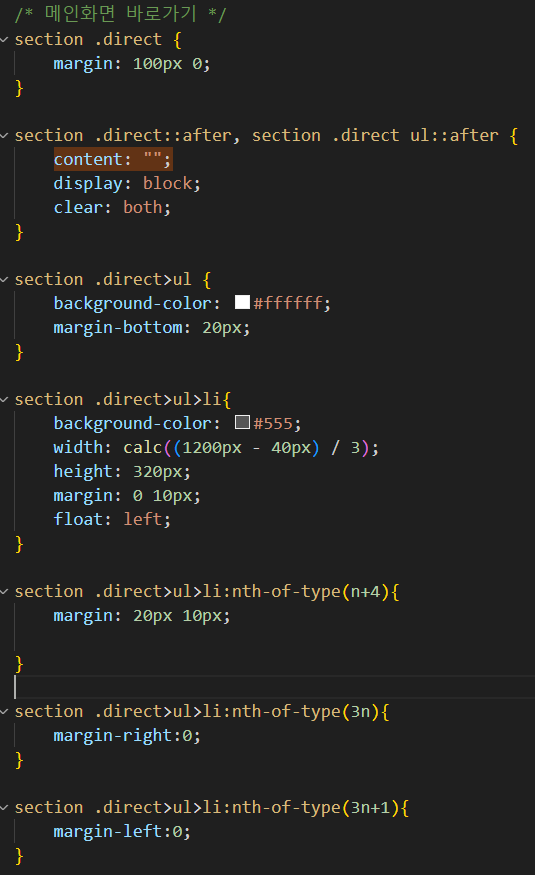 /* 메인화면 바로가기 */
section .direct {
    margin: 100px 0;
}

section .direct::after, section .direct ul::after {
    content: "";
    display: block;
    clear: both;
}

section .direct>ul {
    background-color: #ffffff;
    margin-bottom: 20px;
}

section .direct>ul>li{
    background-color: #555;
    width: calc((1200px - 40px) / 3);
    height: 320px;
    margin: 0 10px;
    float: left;
}

section .direct>ul>li:nth-of-type(n+4){
    margin: 20px 10px;

}

section .direct>ul>li:nth-of-type(3n){
    margin-right:0;
}

section .direct>ul>li:nth-of-type(3n+1){
    margin-left:0;
}